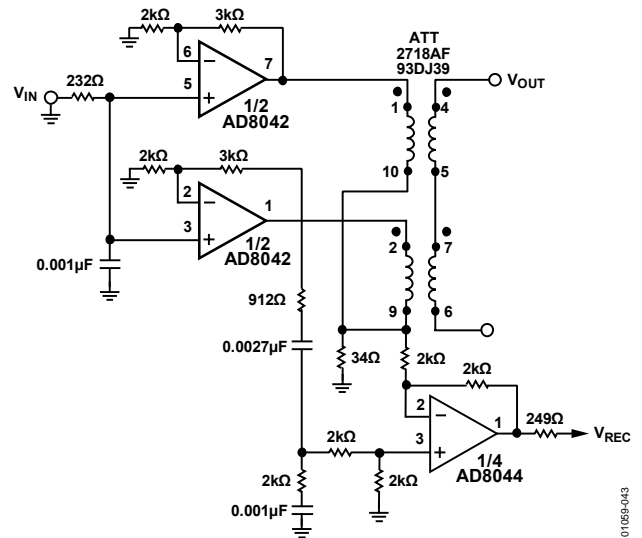 2kΩ
3kΩ
ATT
2718AF
93DJ39
6
7
5
1/2
AD8042
VIN
232Ω
VOUT
1
4
10
5
2kΩ
3kΩ
2
1
3
1/2
AD8042
0.001µF
2
7
9
6
912Ω
0.0027µF
34Ω
2kΩ
2kΩ
2
1
3
249Ω
VREC
1/4
AD8044
2kΩ
2kΩ
2kΩ
0.001µF
01059-043